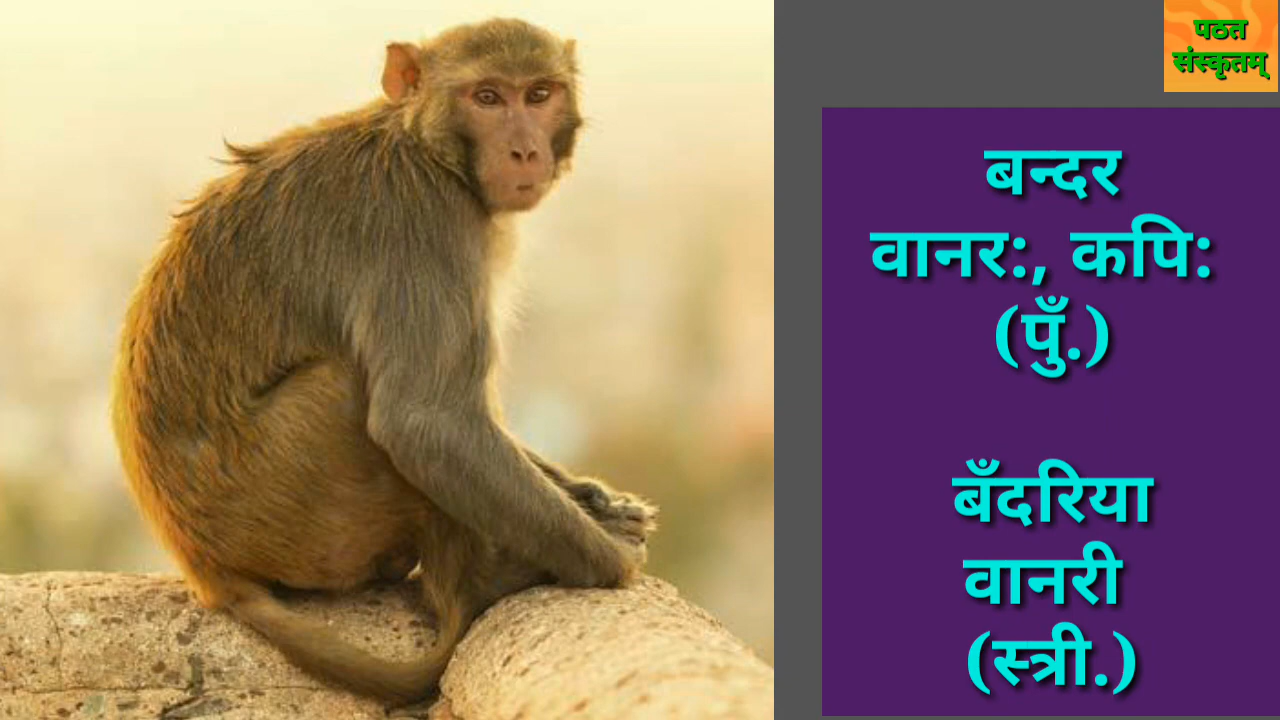 पठत
संस्कृतम्
बन्दर
वानर:, कपि:
(पुँ.)
बँदरिया
वानरी
(स्त्री.)